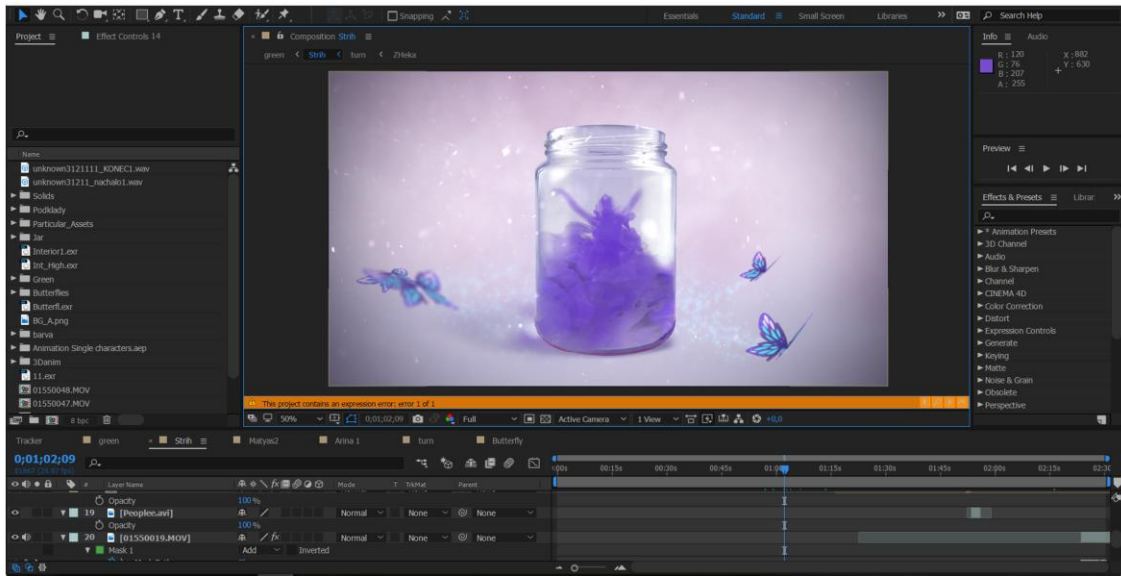 Snapping
Essentials
Standard
Small Screen
Libraries
Search Help
Project
Effect Controls 14
Composition Strih
green
Strih
turn
ZHeka
Info
Audio
R : 120
G : 76
B : 207
A : 255
X : 882
Y : 630
Name
unknown3121111_KONEC1.wav
unknown31211_nachalo1.wav
Solids
Podklady
Particular_Assets
Jar
Interior1.exr
Int_High.exr
Green
Butterflies
Butterfl.exr
BG_A.png
barva
Animation Single characters.aep
3Danim
11.exr
01550048.MOV
01550047.MOV
8 bpc
Preview
Effects & Presets
Librar
* Animation Presets
3D Channel
Audio
Blur & Sharpen
Channel
CINEMA 4D
Color Correction
Distort
Expression Controls
Generate
Keying
Matte
Noise & Grain
Obsolete
Perspective
This project contains an expression error: error 1 of 1
50%
0;01;02;09
Full
Active Camera
1 View
+0,0
Tracker
green
Strih
Matyas2
Arina 1
turn
Butterfly
0;01;02;09
# Layer Name
Mode
T TrkMat
Parent
:00s
00:15s
00:30s
00:45s
01:15s
01:30s
01:45s
02:00s
02:15s
Opacity
100 %
19 [Peoplee.avi]
Normal
None
None
Opacity
100 %
20 [01550019.MOV]
Normal
None
None
Mask 1
Add
Inverted